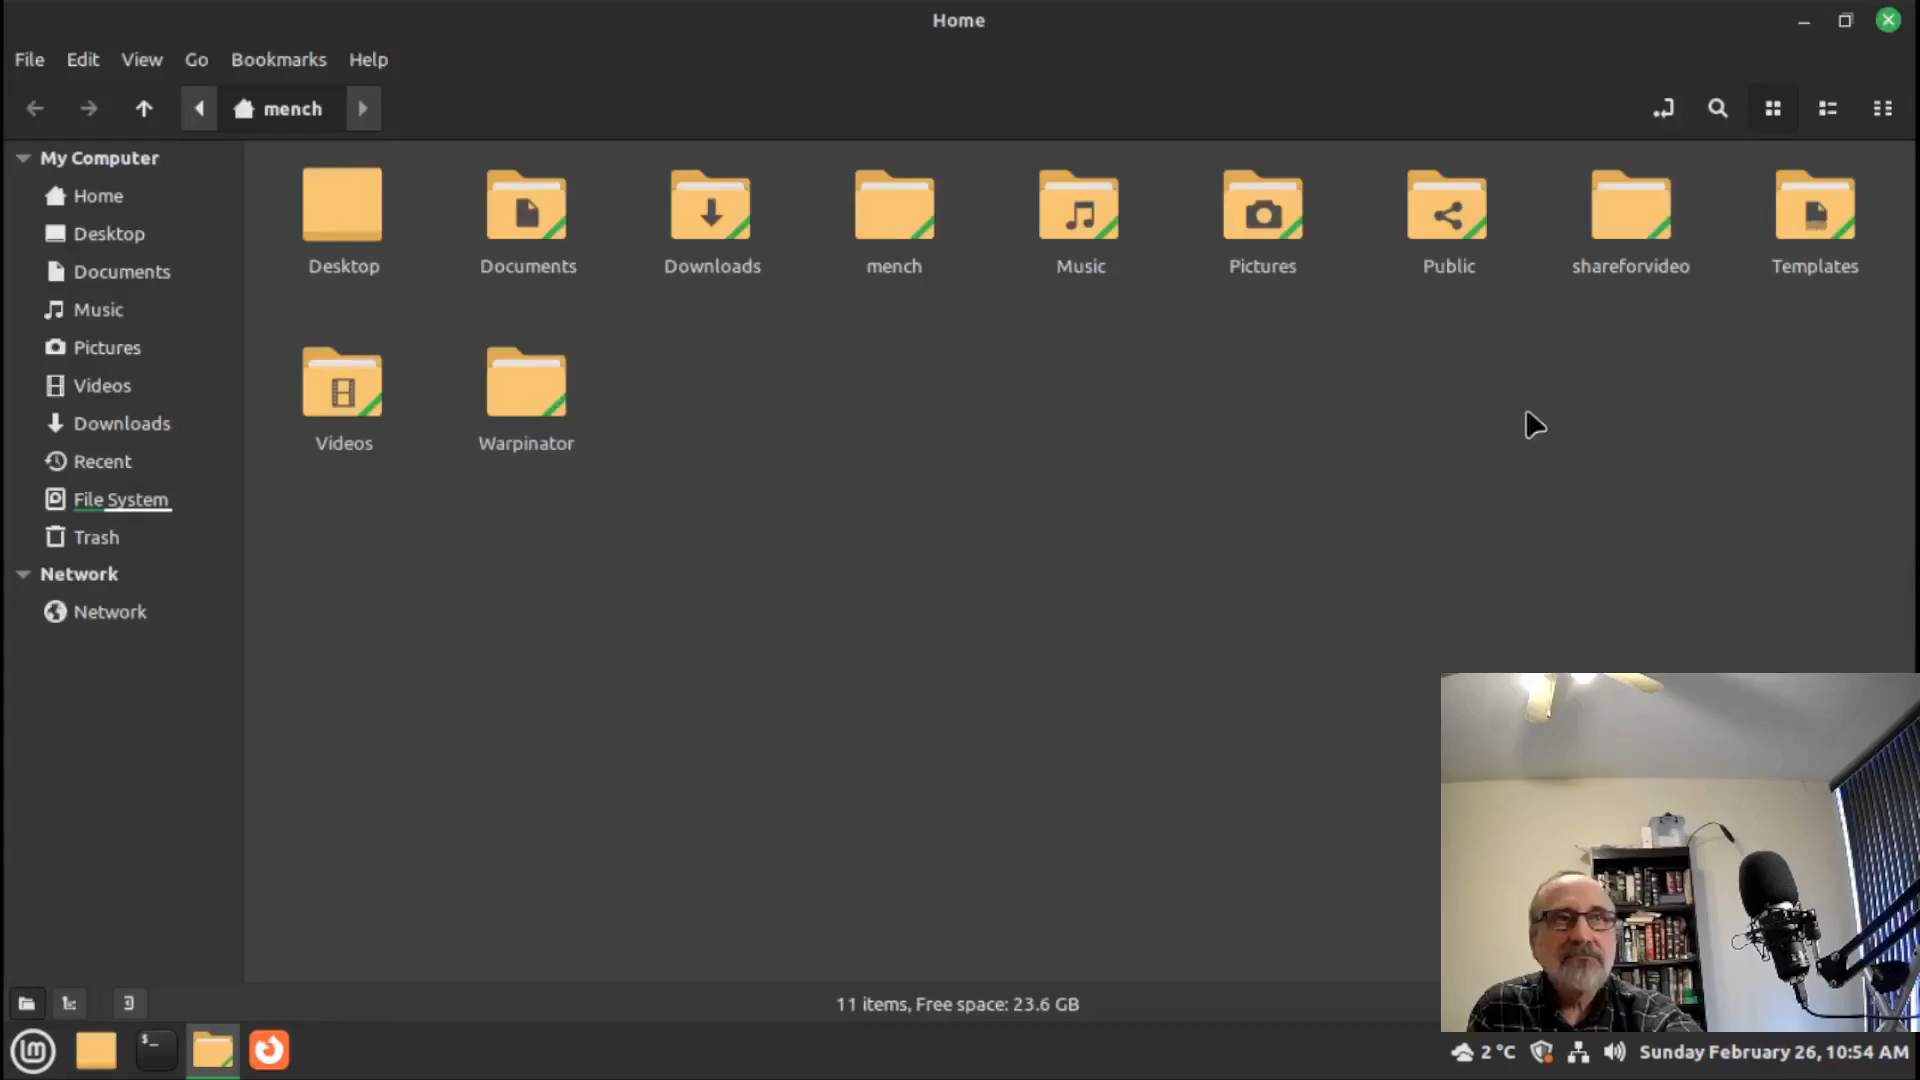 Home
File Edit View Go Bookmarks Help
mench
My Computer
Home
Desktop
Documents
Music
Pictures
Videos
Downloads
Recent
File System
Trash
Network
Network
Desktop Documents Downloads mench Music Pictures Public shareforvideo Templates
Videos Warpinator
11 items, Free space: 23.6 GB
$_
2 °C Sunday February 26, 10:54 AM